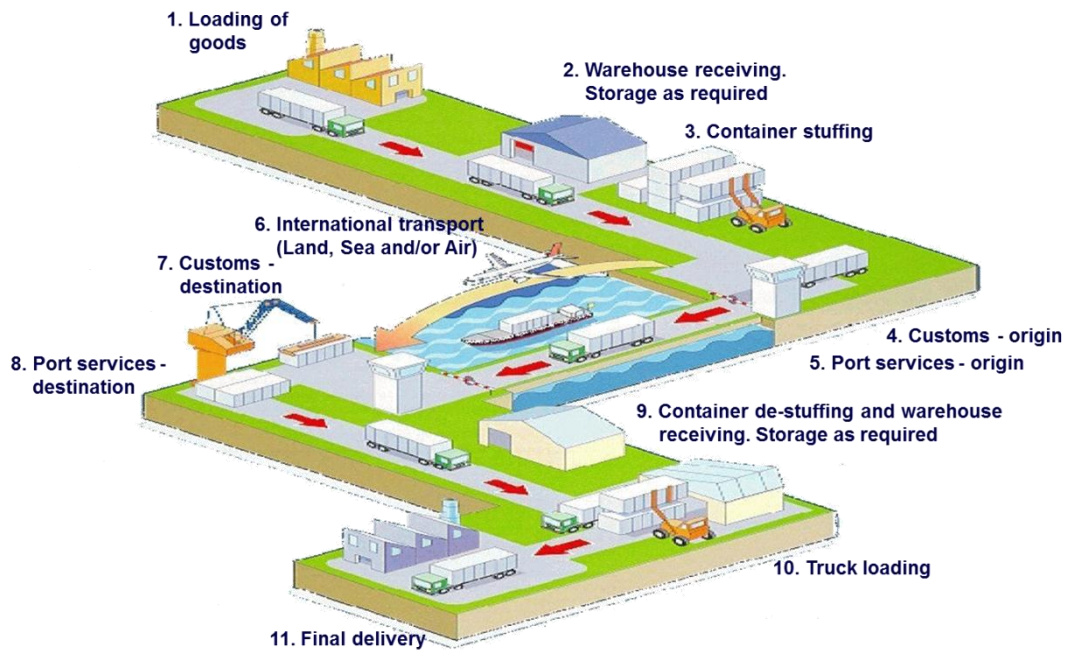 1. Loading of
goods
2. Warehouse receiving.
Storage as required
3. Container stuffing
6. International transport
(Land, Sea and/or Air)
7. Customs -
destination
4. Customs - origin
5. Port services - origin
8. Port services -
destination
9. Container de-stuffing and warehouse
receiving. Storage as required
10. Truck loading
11. Final delivery